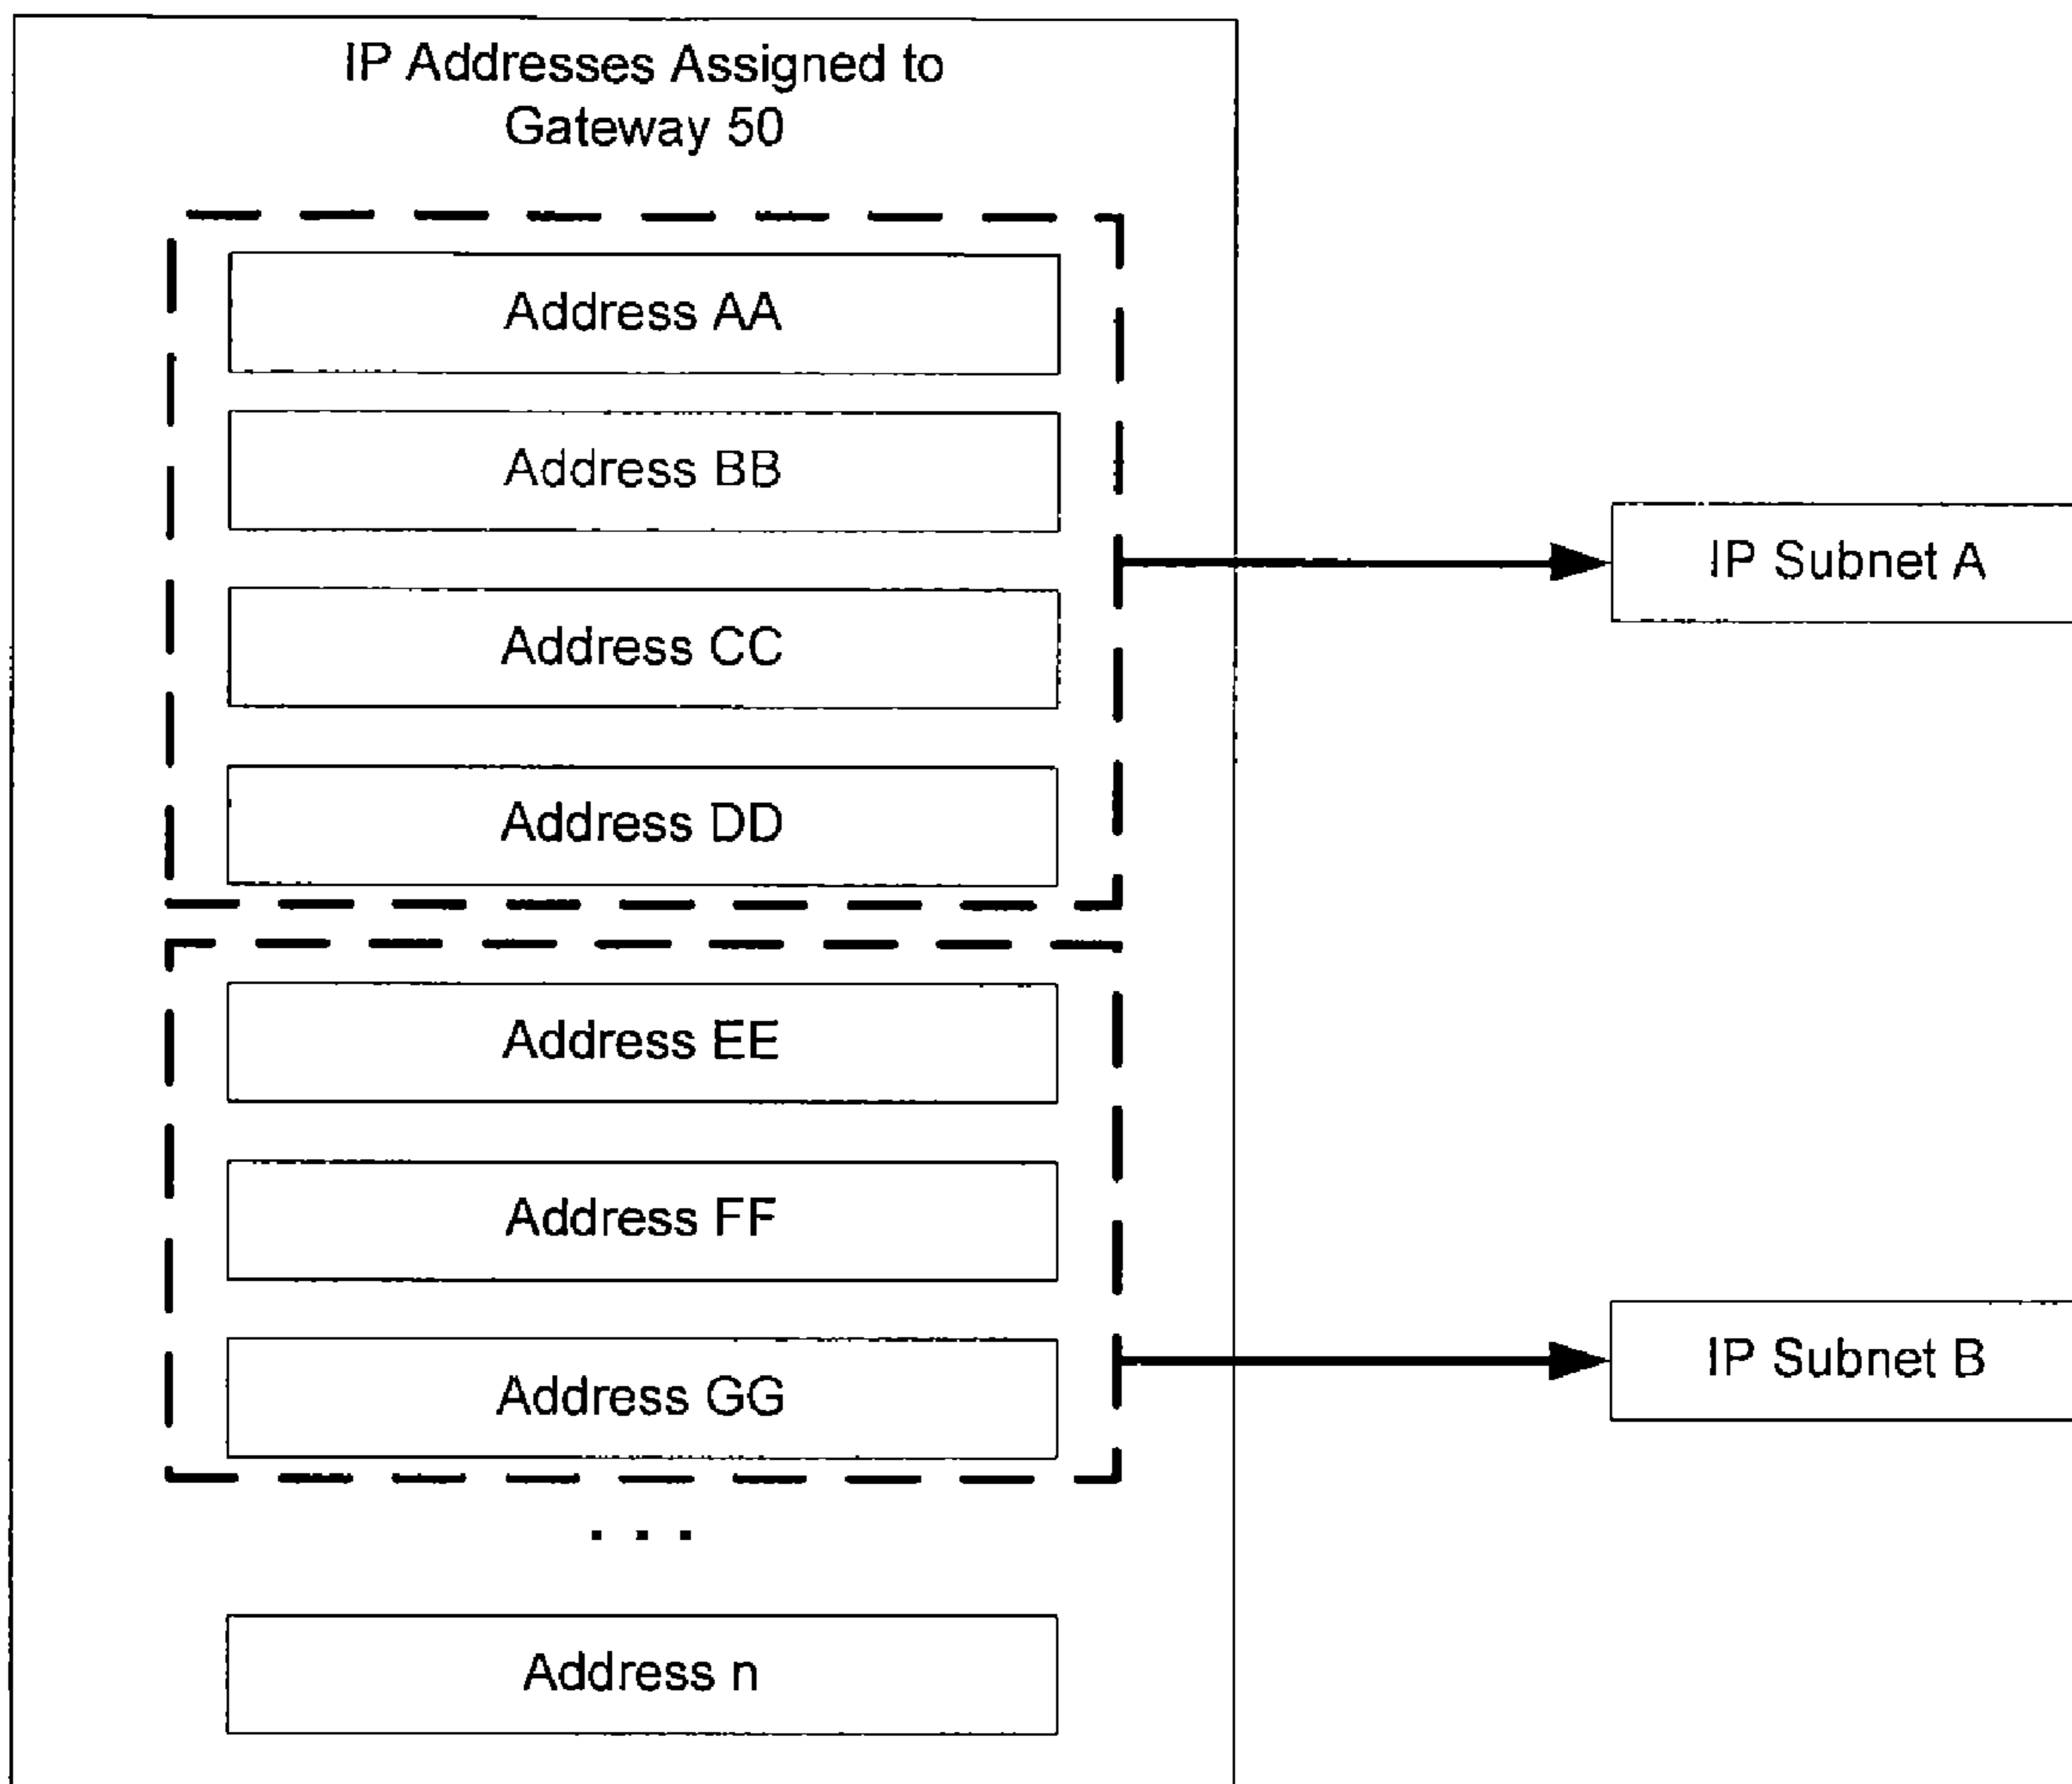 IP Addresses Assigned to
Gateway 50
Address AA
Address BB
IP Subnet A
Address CC
Address DD
Address EE
Address FF
IP Subnet B
Address GG
. . .
Address n